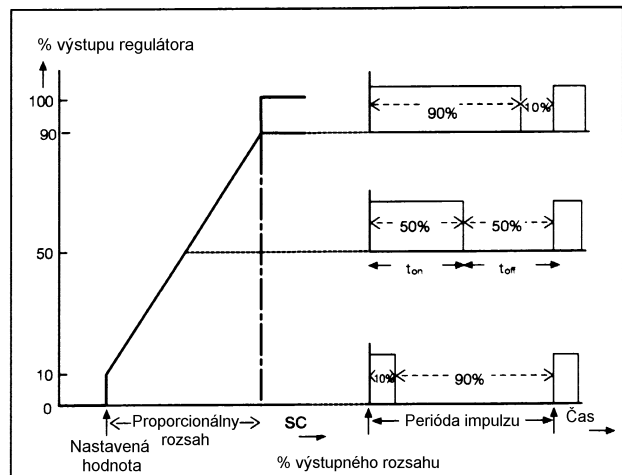 % výstupu regulátora
100
90
50
10
0
90%
10%
50%
50%
ton
toff
10%
90%
Proporcionálny
rozsah
SC
Perióda impulzu
Čas
Nastavená
hodnota
% výstupného rozsahu